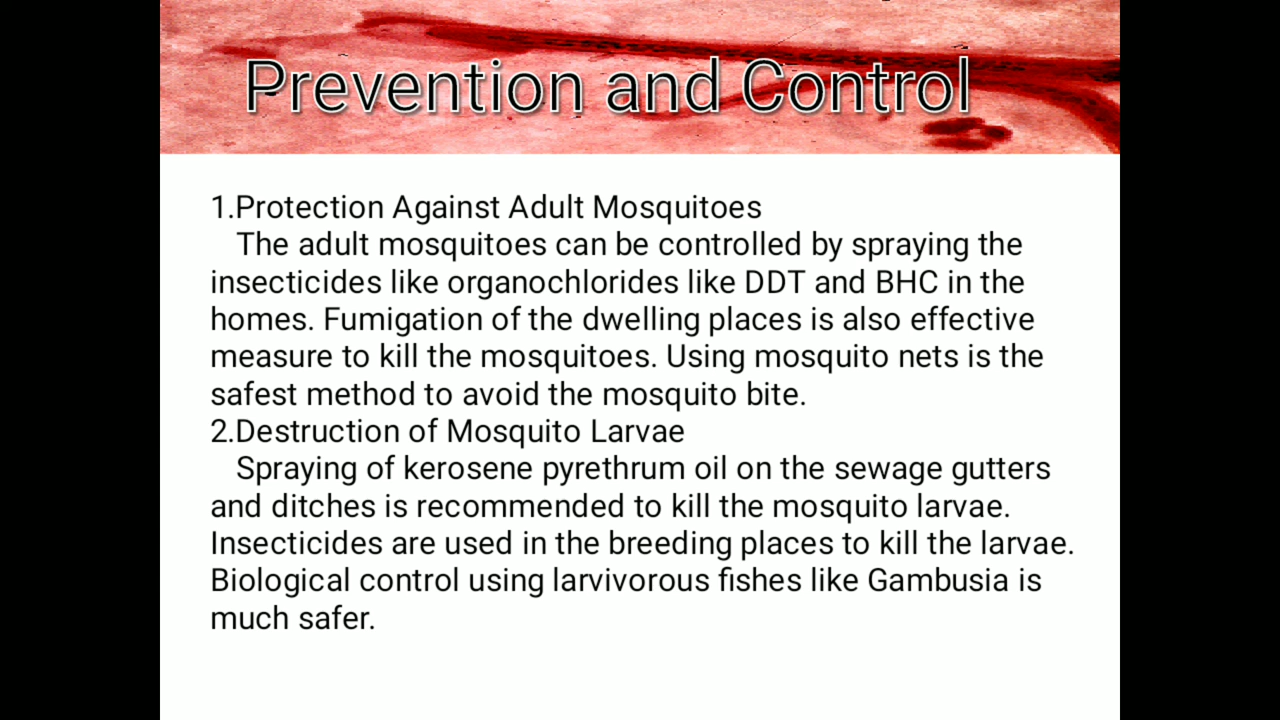 Prevention and Control
1.Protection Against Adult Mosquitoes
The adult mosquitoes can be controlled by spraying the
insecticides like organochlorides like DDT and BHC in the
homes. Fumigation of the dwelling places is also effective
measure to kill the mosquitoes. Using mosquito nets is the
safest method to avoid the mosquito bite.
2.Destruction of Mosquito Larvae
Spraying of kerosene pyrethrum oil on the sewage gutters
and ditches is recommended to kill the mosquito larvae.
Insecticides are used in the breeding places to kill the larvae.
Biological control using larvivorous fishes like Gambusia is
much safer.